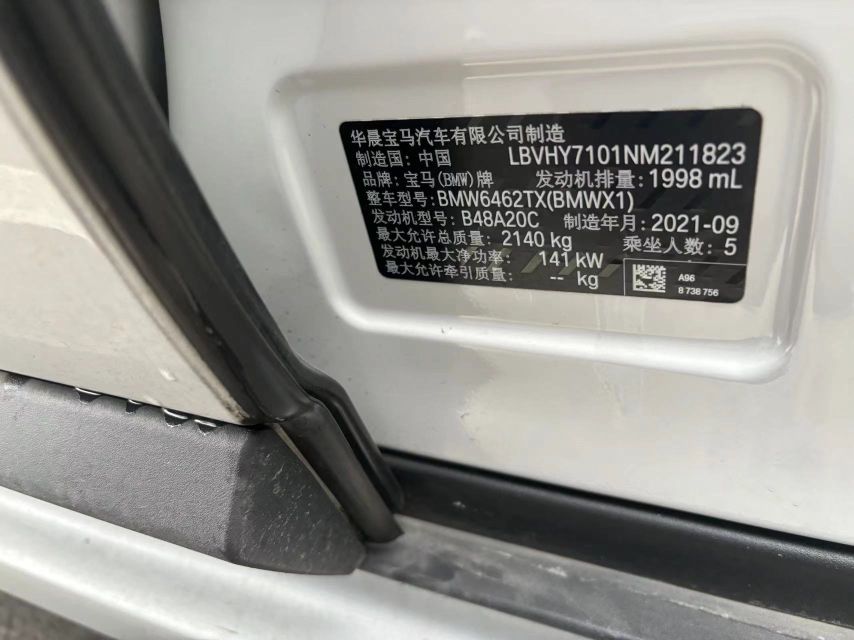 华晨宝马汽车有限公司制造
制造国: 中国 LBVHY7101NM211823
品牌: 宝马(BMW)牌 发动机排量: 1998 mL
整车型号: BMW6462TX(BMWX1)
发动机型号: B48A20C 制造年月: 2021-09
最大允许总质量: 2140 kg 乘坐人数: 5
发动机最大净功率: 141 kW
最大允许牵引质量: -- kg
A96
8 738 756